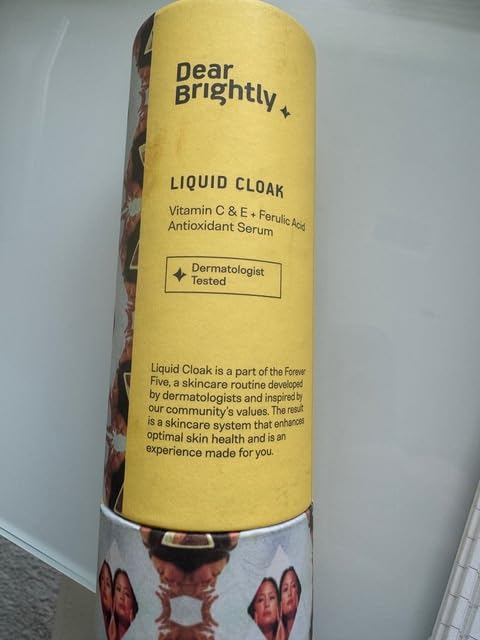 Dear
Brightly
LIQUID CLOAK
Vitamin C & E + Ferulic Acid
Antioxidant Serum
Dermatologist
Tested
Liquid Cloak is a part of the Forever
Five, a skincare routine developed
by dermatologists and inspired by
our community's values. The result
is a skincare system that enhances
optimal skin health and is an
experience made for you.